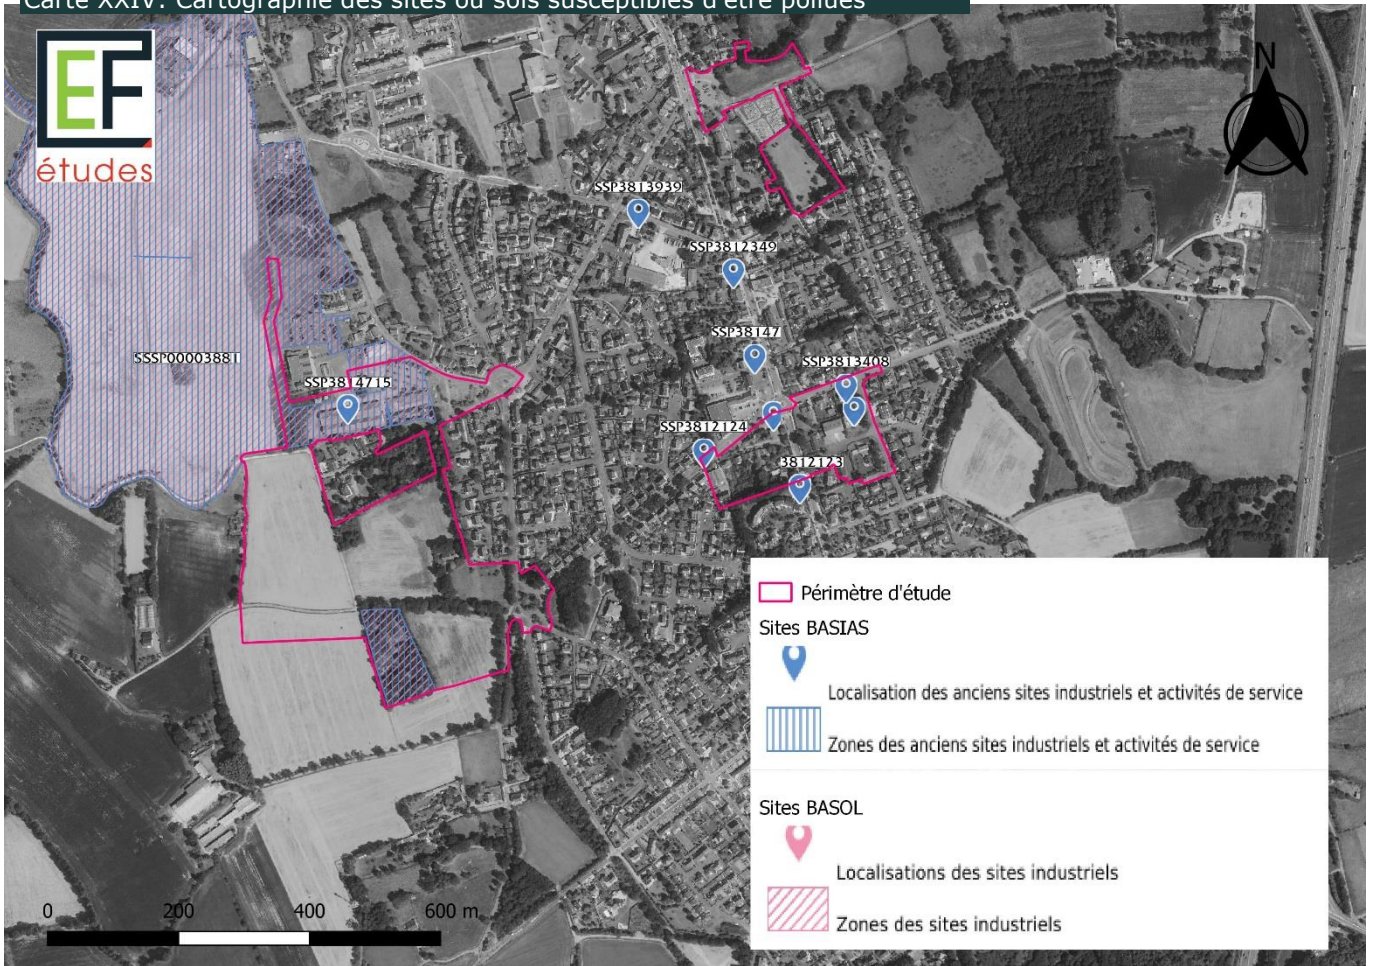 Carte XXIV: Cartographie des sites ou sols susceptibles d'être pollués
EF
études
N
SSP3813939
SSP3812349
SSP38147
SSP3813408
SSSP00003881
SSP3814715
SSP3812124
3812123
Périmètre d'étude
Sites BASIAS
Localisation des anciens sites industriels et activités de service
Zones des anciens sites industriels et activités de service
Sites BASOL
Localisations des sites industriels
Zones des sites industriels
0 200 400 600 m